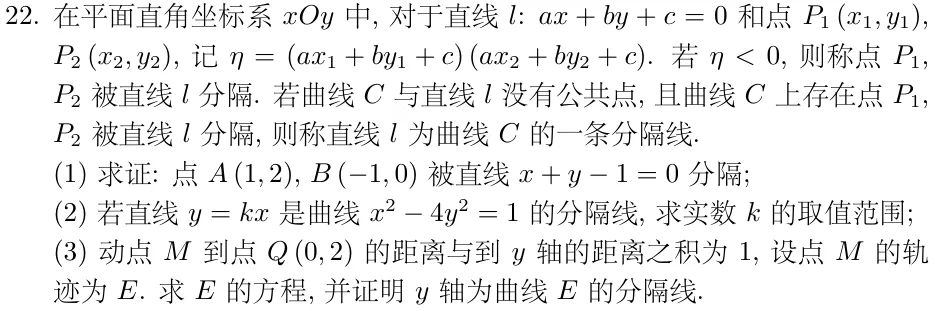 22. 在平面直角坐标系 xOy 中, 对于直线 l: ax + by + c = 0 和点 P₁ (x₁, y₁),
P₂ (x₂, y₂), 记 η = (ax₁ + by₁ + c) (ax₂ + by₂ + c). 若 η < 0, 则称点 P₁,
P₂ 被直线 l 分隔. 若曲线 C 与直线 l 没有公共点, 且曲线 C 上存在点 P₁,
P₂ 被直线 l 分隔, 则称直线 l 为曲线 C 的一条分隔线.
(1) 求证: 点 A (1, 2), B (−1, 0) 被直线 x + y − 1 = 0 分隔;
(2) 若直线 y = kx 是曲线 x² − 4y² = 1 的分隔线, 求实数 k 的取值范围;
(3) 动点 M 到点 Q (0, 2) 的距离与到 y 轴的距离之积为 1, 设点 M 的轨
迹为 E. 求 E 的方程, 并证明 y 轴为曲线 E 的分隔线.